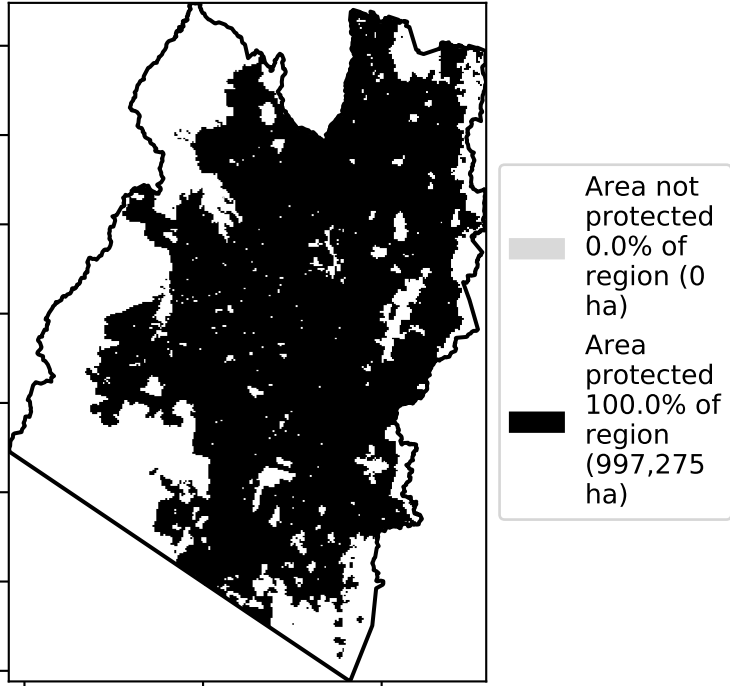 Area not
protected
0.0% of
region (0
ha)
Area
protected
100.0% of
region
(997,275
ha)